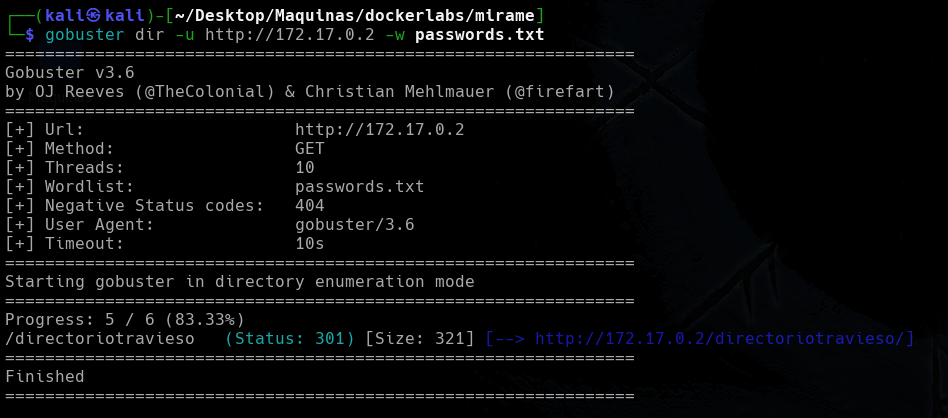 ┌──(kali㉿kali)-[~/Desktop/Maquinas/dockerlabs/mirame]
└─$ gobuster dir -u http://172.17.0.2 -w passwords.txt
===============================================================
Gobuster v3.6
by OJ Reeves (@TheColonial) & Christian Mehlmauer (@firefart)
===============================================================
[+] Url:                     http://172.17.0.2
[+] Method:                  GET
[+] Threads:                 10
[+] Wordlist:                passwords.txt
[+] Negative Status codes:   404
[+] User Agent:              gobuster/3.6
[+] Timeout:                 10s
===============================================================
Starting gobuster in directory enumeration mode
===============================================================
Progress: 5 / 6 (83.33%)
/directoriotravieso   (Status: 301) [Size: 321] [--> http://172.17.0.2/directoriotravieso/]
===============================================================
Finished
===============================================================